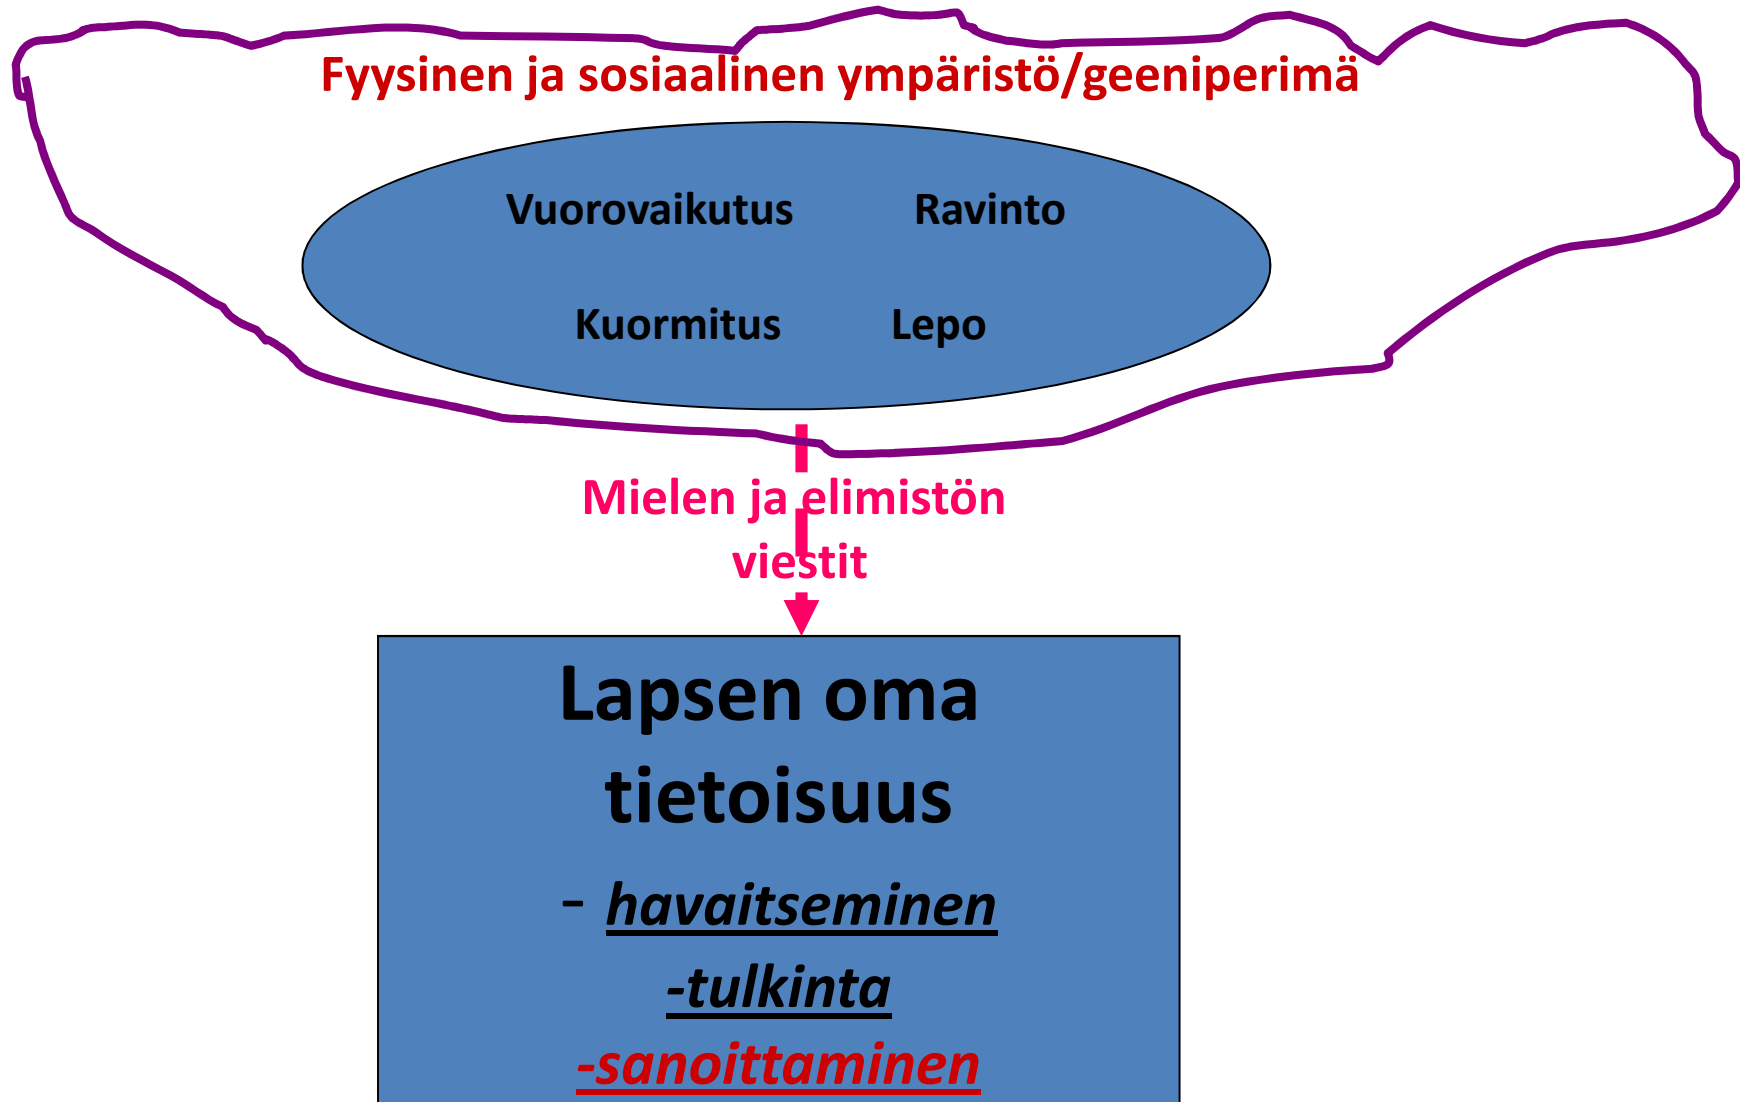 Fyysinen ja sosiaalinen ympäristö/geeniperimä
Vuorovaikutus Ravinto
Kuormitus Lepo
Mielen ja elimistön
viestit
Lapsen oma
tietoisuus
- havaitseminen
-tulkinta
-sanoittaminen